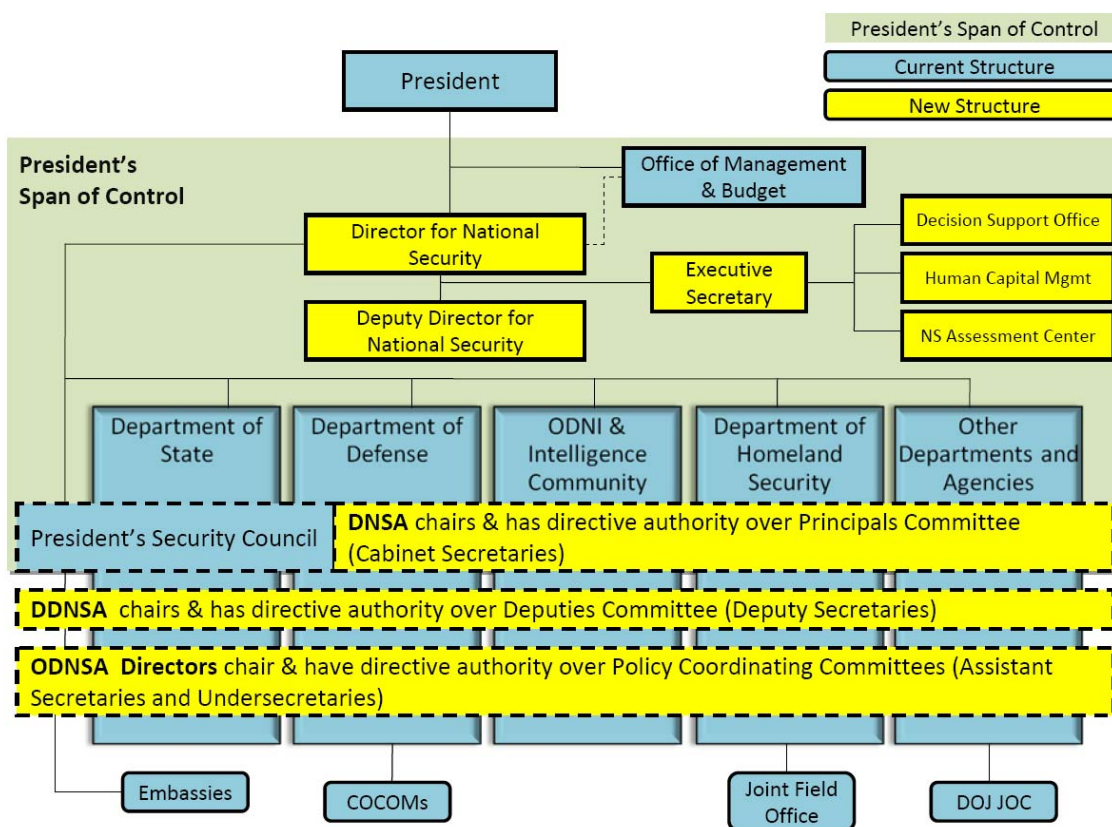 President's Span of Control
Current Structure
New Structure
President
President's
Span of Control
Office of Management
& Budget
Director for National
Security
Decision Support Office
Executive
Secretary
Human Capital Mgmt
Deputy Director for
National Security
NS Assessment Center
Department of
State
Department of
Defense
ODNI &
Intelligence
Community
Department of
Homeland
Security
Other
Departments and
Agencies
President's Security Council
DNSA chairs & has directive authority over Principals Committee
(Cabinet Secretaries)
DDNSA chairs & has directive authority over Deputies Committee (Deputy Secretaries)
ODNSA Directors chair & have directive authority over Policy Coordinating Committees (Assistant
Secretaries and Undersecretaries)
Embassies
COCOMs
Joint Field
Office
DOJ JOC